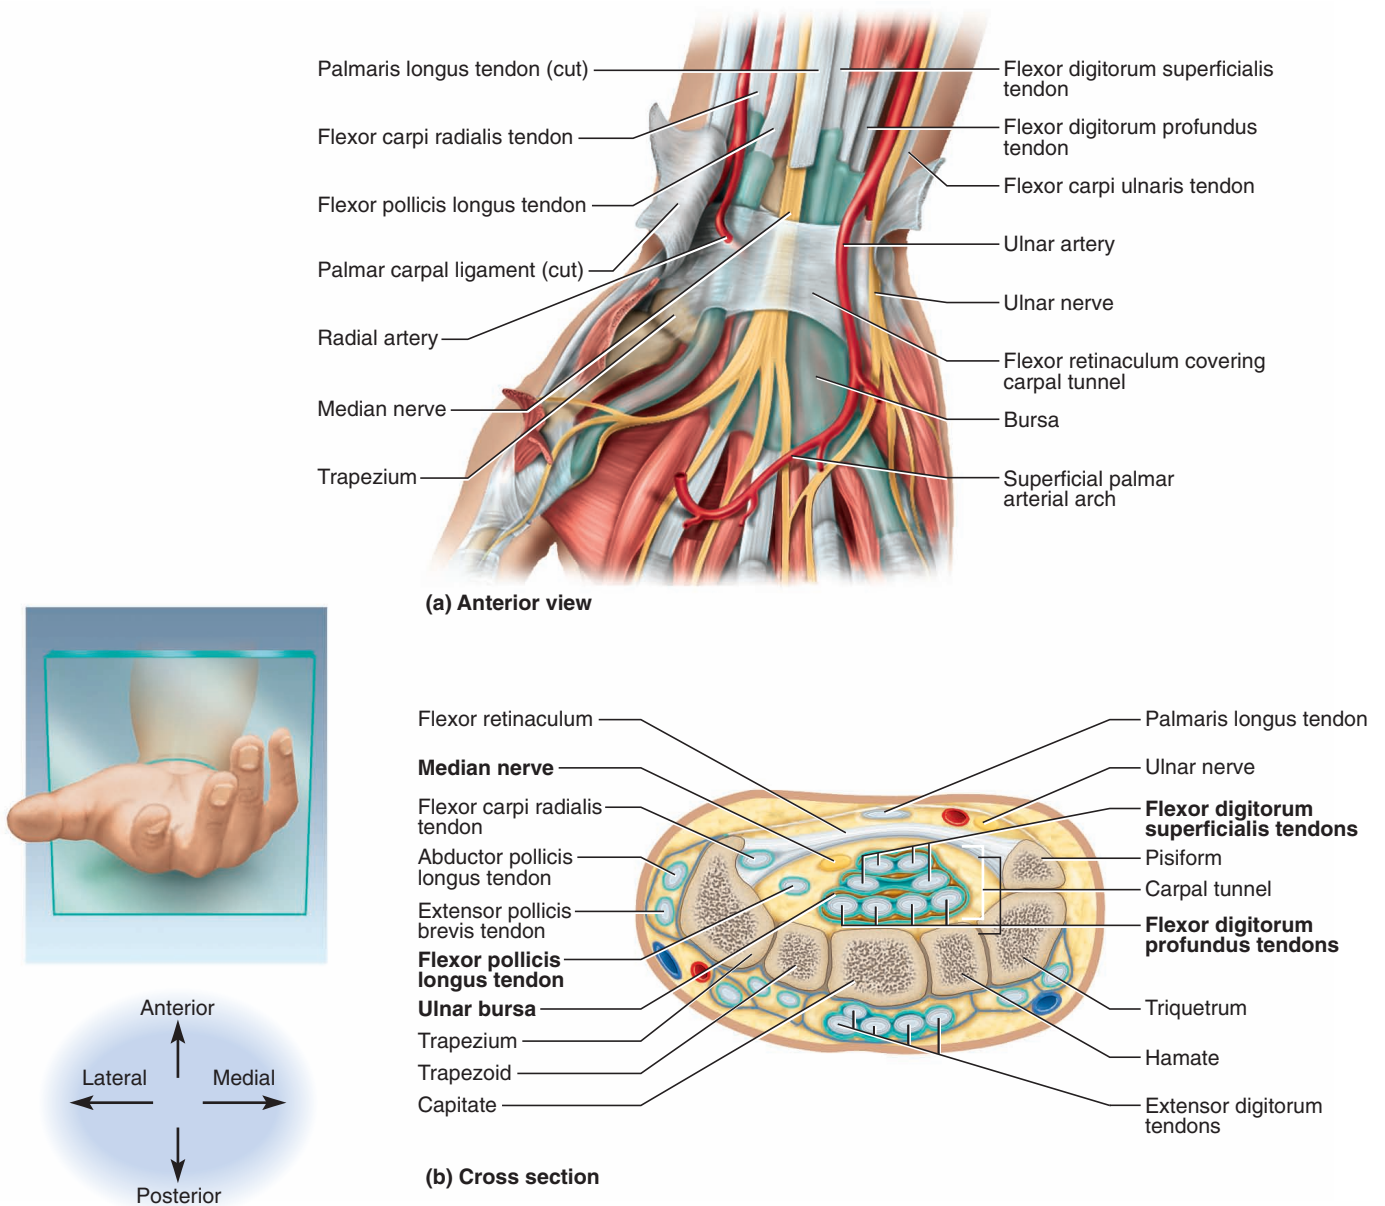 Palmaris longus tendon (cut)
Flexor carpi radialis tendon
Flexor pollicis longus tendon
Palmar carpal ligament (cut)
Radial artery
Median nerve
Trapezium
Flexor digitorum superficialis
tendon
Flexor digitorum profundus
tendon
Flexor carpi ulnaris tendon
Ulnar artery
Ulnar nerve
Flexor retinaculum covering
carpal tunnel
Bursa
Superficial palmar
arterial arch
(a) Anterior view
Anterior
Lateral
Medial
Posterior
Flexor retinaculum
Median nerve
Flexor carpi radialis
tendon
Abductor pollicis
longus tendon
Extensor pollicis
brevis tendon
Flexor pollicis
longus tendon
Ulnar bursa
Trapezium
Trapezoid
Capitate
Palmaris longus tendon
Ulnar nerve
Flexor digitorum
superficialis tendons
Pisiform
Carpal tunnel
Flexor digitorum
profundus tendons
Triquetrum
Hamate
Extensor digitorum
tendons
(b) Cross section